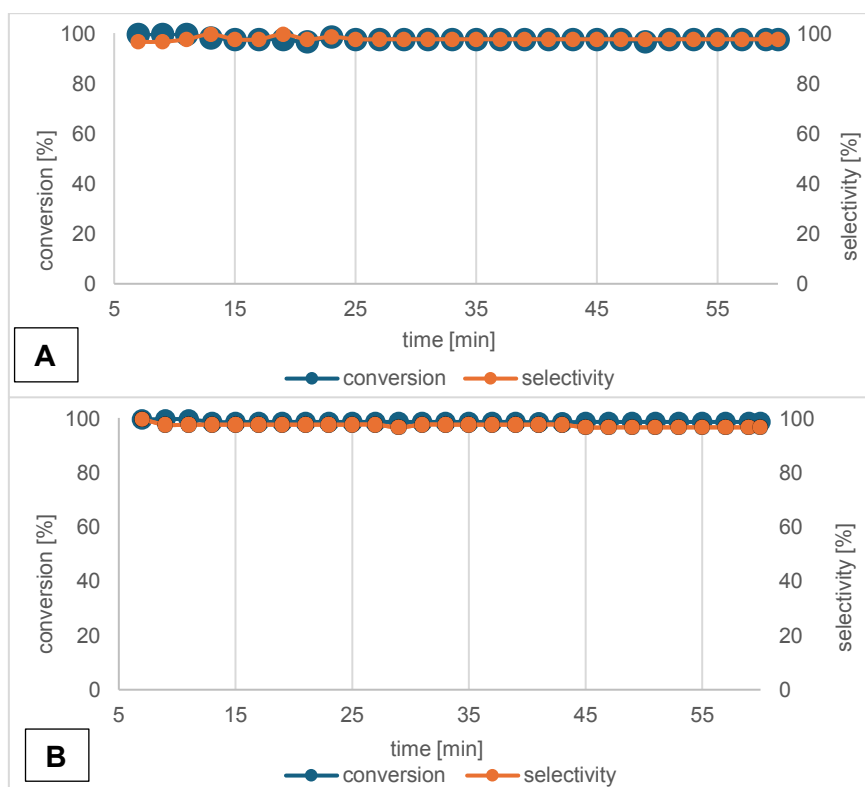 100 100
80 80
60 60
40 40
20 20
0 0
conversion [%]
selectivity [%]
5 15 25 35 45 55
time [min]
A
conversion selectivity
100 100
80 80
60 60
40 40
20 20
0 0
conversion [%]
selectivity [%]
5 15 25 35 45 55
time [min]
B
conversion selectivity